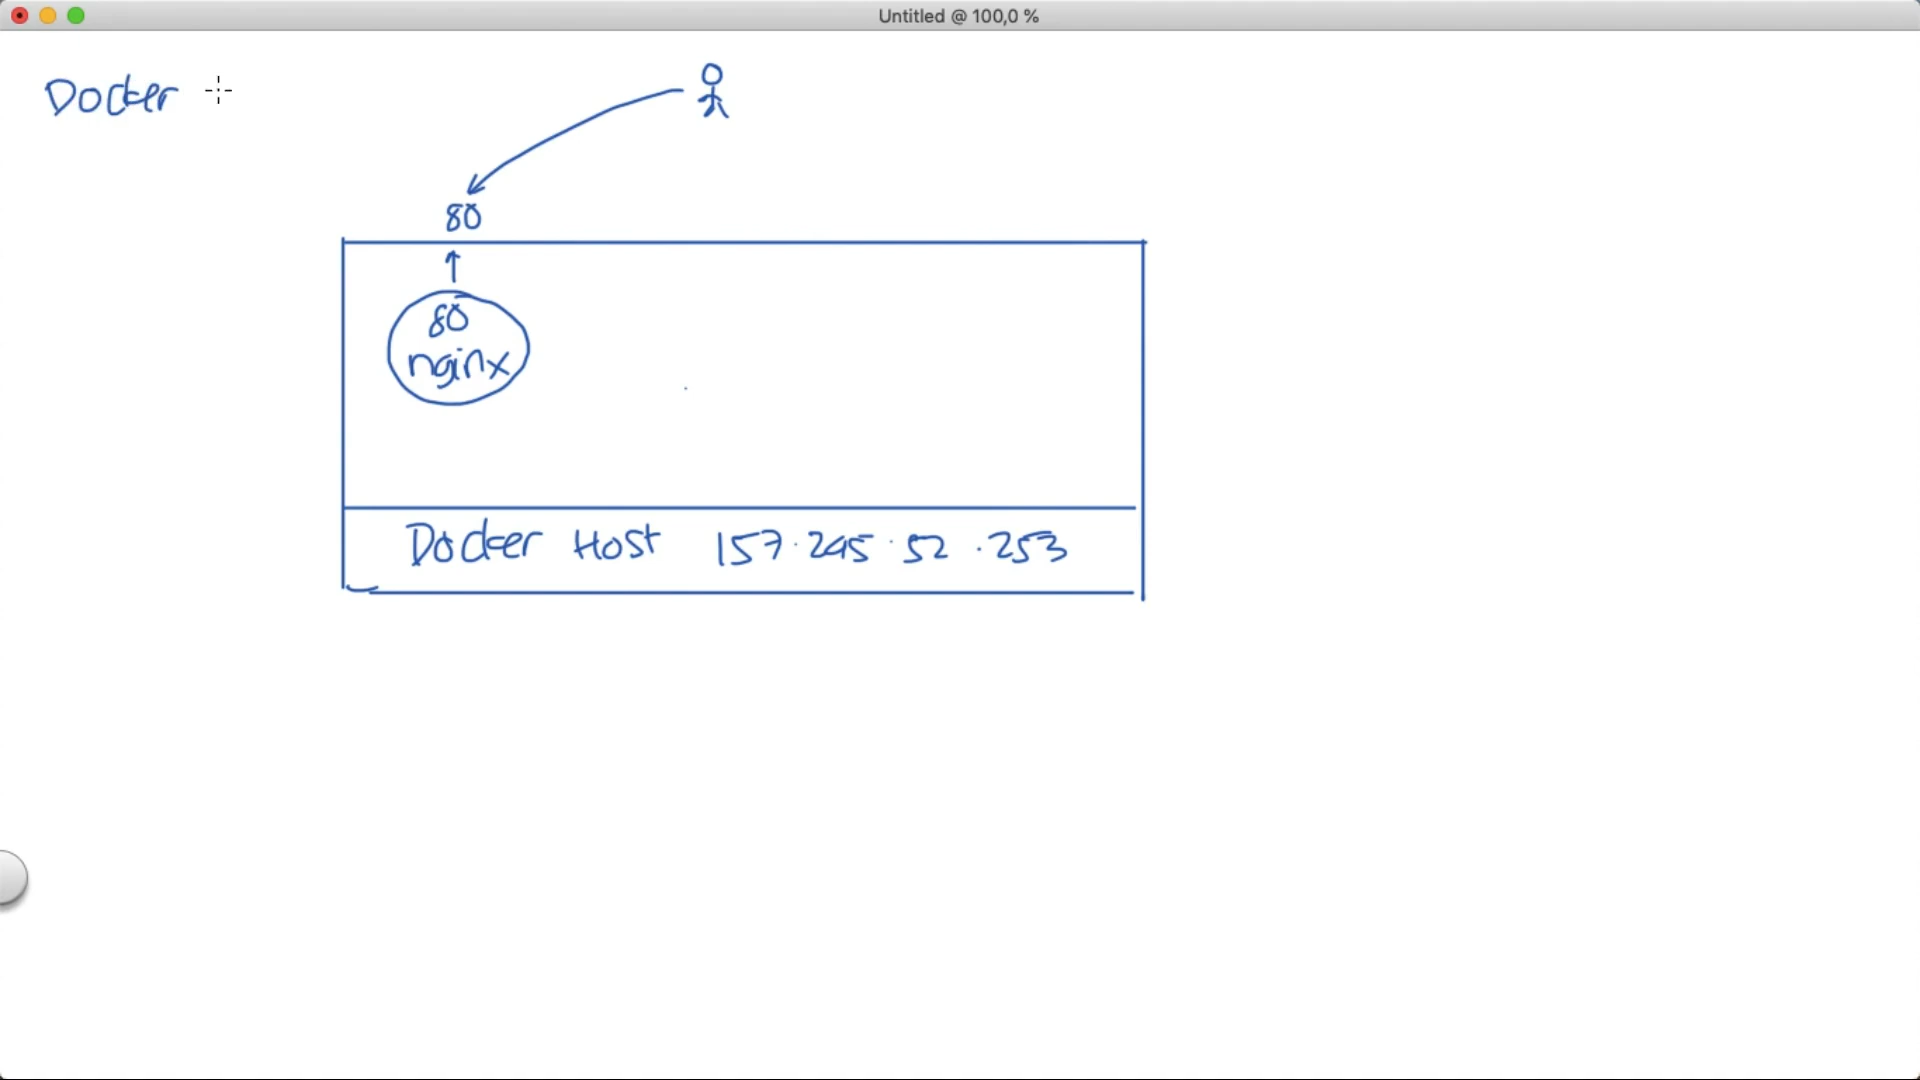 Untitled @ 100,0 %
Docker
80
80
nginx
Docker Host 157.245.52.253